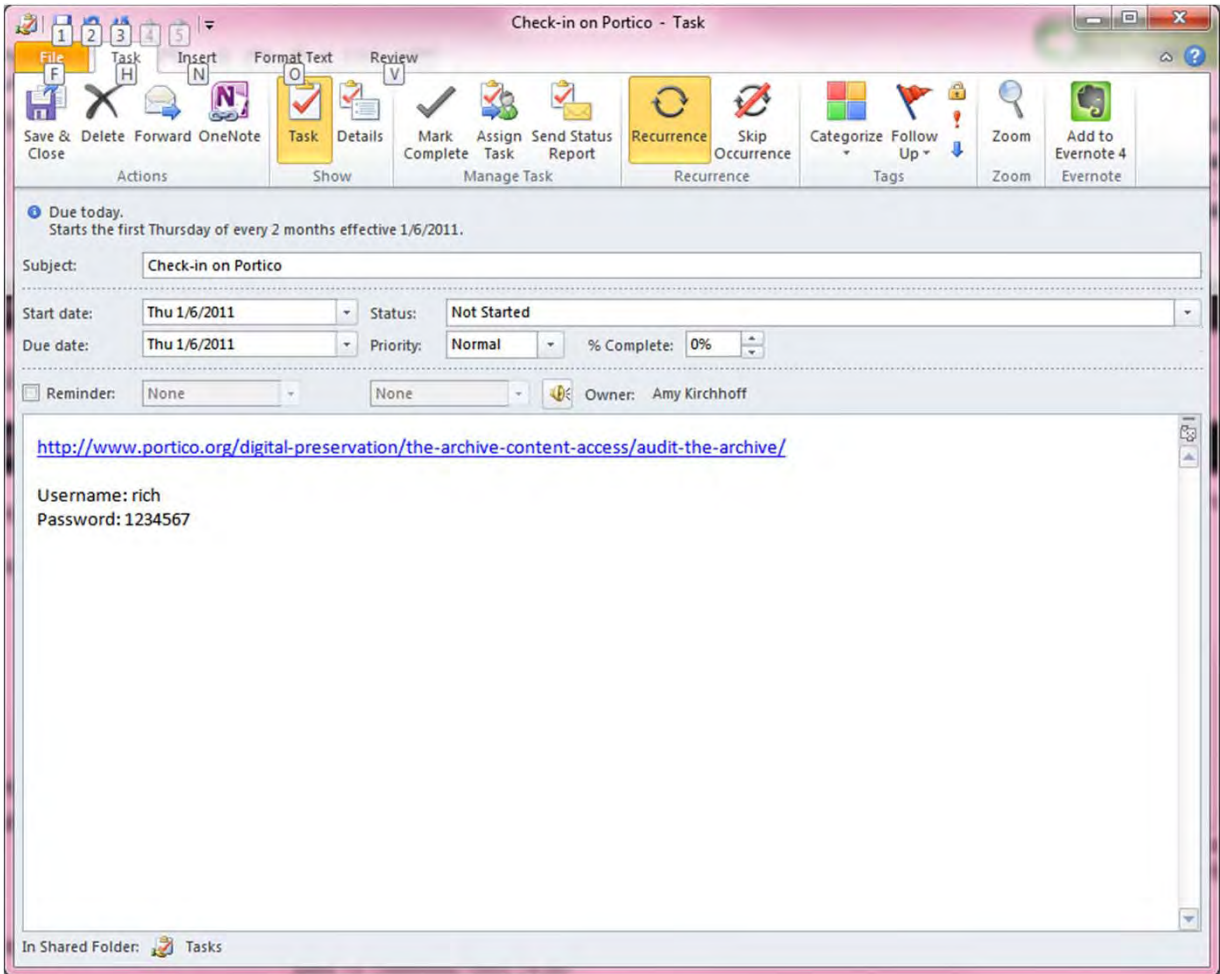 Check-in on Portico - Task
1 2 3 4 5
File Task Insert Format Text Review
F H N O V
Save & Close Delete Forward OneNote Task Details Mark Complete Assign Task Send Status Report Recurrence Skip Occurrence Categorize Follow Up Zoom Add to Evernote 4
Actions Show Manage Task Recurrence Tags Zoom Evernote
Due today.
Starts the first Thursday of every 2 months effective 1/6/2011.
Subject: Check-in on Portico
Start date: Thu 1/6/2011 Status: Not Started
Due date: Thu 1/6/2011 Priority: Normal % Complete: 0%
Reminder: None None Owner: Amy Kirchhoff
http://www.portico.org/digital-preservation/the-archive-content-access/audit-the-archive/
Username: rich
Password: 1234567
In Shared Folder: Tasks